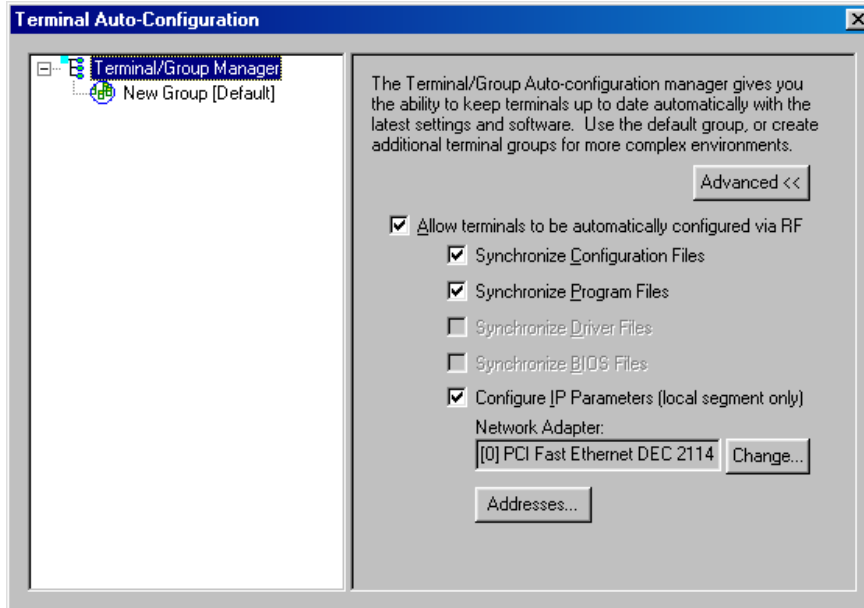 Terminal Auto-Configuration
Terminal/Group Manager
New Group [Default]
The Terminal/Group Auto-configuration manager gives you
the ability to keep terminals up to date automatically with the
latest settings and software. Use the default group, or create
additional terminal groups for more complex environments.
Advanced <<
Allow terminals to be automatically configured via RF
Synchronize Configuration Files
Synchronize Program Files
Synchronize Driver Files
Synchronize BIOS Files
Configure IP Parameters (local segment only)
Network Adapter:
[0] PCI Fast Ethernet DEC 2114
Change...
Addresses...